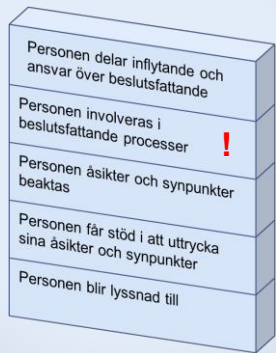 Personen delar inflytande och
ansvar över beslutsfattande
Personen involveras i
beslutsfattande processer !
Personen åsikter och synpunkter
beaktas
Personen får stöd i att uttrycka
sina åsikter och synpunkter
Personen blir lyssnad till